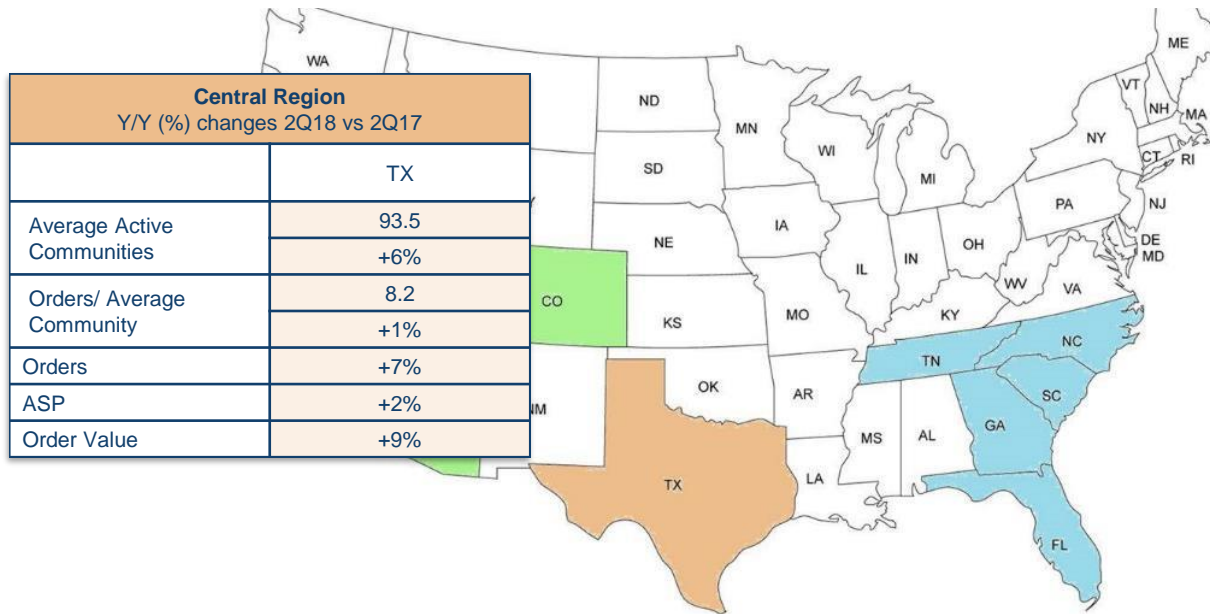 Central Region
Y/Y (%) changes 2Q18 vs 2Q17
TX
Average Active
Communities
93.5
+6%
Orders/ Average
Community
8.2
+1%
Orders
+7%
ASP
+2%
Order Value
+9%
WA
ND
MN
SD
WI
MI
NE
IA
IL
IN
OH
PA
NY
VT
NH
ME
MA
CT
RI
NJ
DE
MD
WV
VA
CO
KS
MO
KY
NC
TN
SC
OK
AR
MS
AL
GA
LA
TX
FL